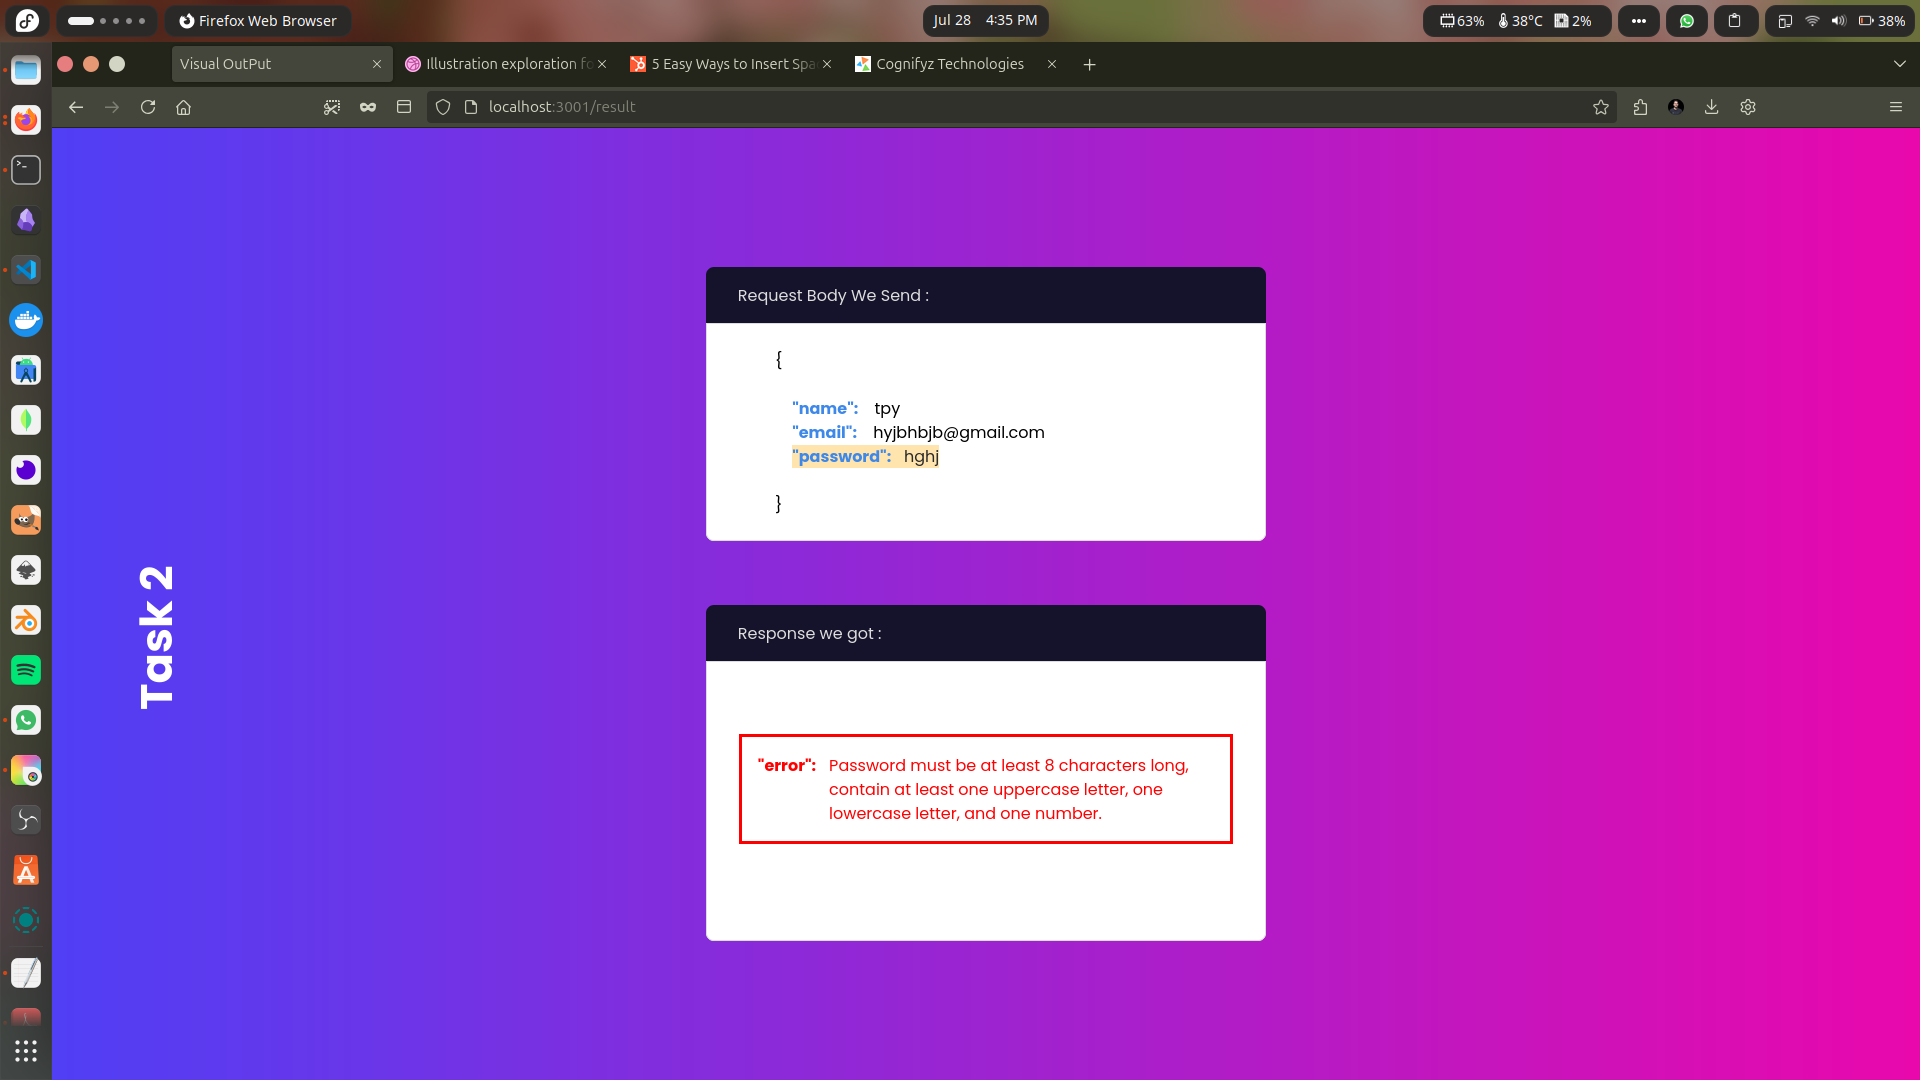 Firefox Web Browser
Jul 28 4:35 PM
63% 38°C 2%
38%
Visual OutPut
Illustration exploration fo
5 Easy Ways to Insert Spa
Cognifyz Technologies
localhost:3001/result
Request Body We Send :
{
"name": tpy
"email": hyjbhbjb@gmail.com
"password": hghj
}
Task 2
Response we got :
"error": Password must be at least 8 characters long,
contain at least one uppercase letter, one
lowercase letter, and one number.